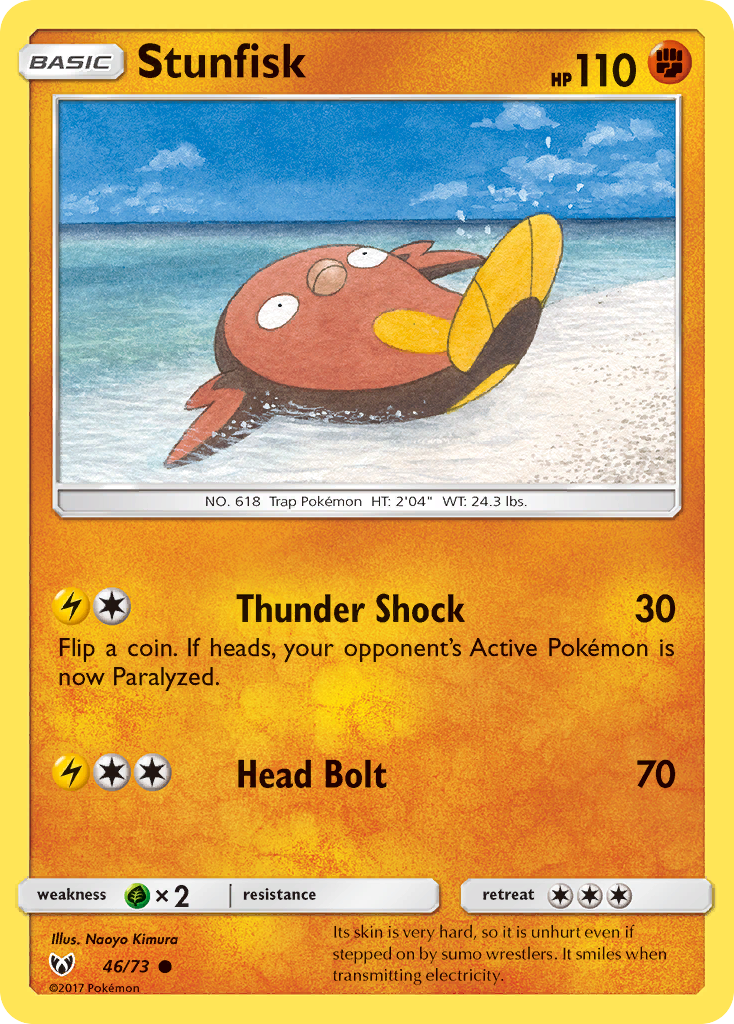 BASIC Stunfisk HP 110
NO. 618 Trap Pokémon HT: 2'04" WT: 24.3 lbs.
Thunder Shock 30
Flip a coin. If heads, your opponent's Active Pokémon is
now Paralyzed.
Head Bolt 70
weakness × 2 resistance retreat
Illus. Naoyo Kimura
46/73
©2017 Pokémon
Its skin is very hard, so it is unhurt even if
stepped on by sumo wrestlers. It smiles when
transmitting electricity.